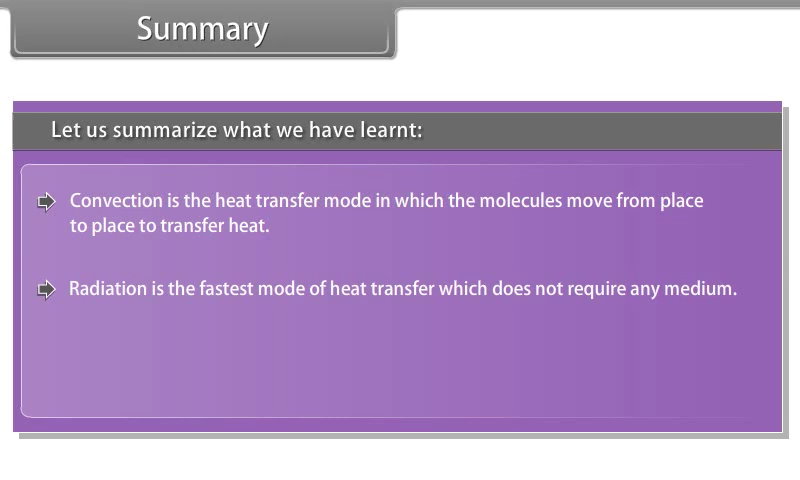 Summary
Let us summarize what we have learnt:
Convection is the heat transfer mode in which the molecules move from place
to place to transfer heat.
Radiation is the fastest mode of heat transfer which does not require any medium.